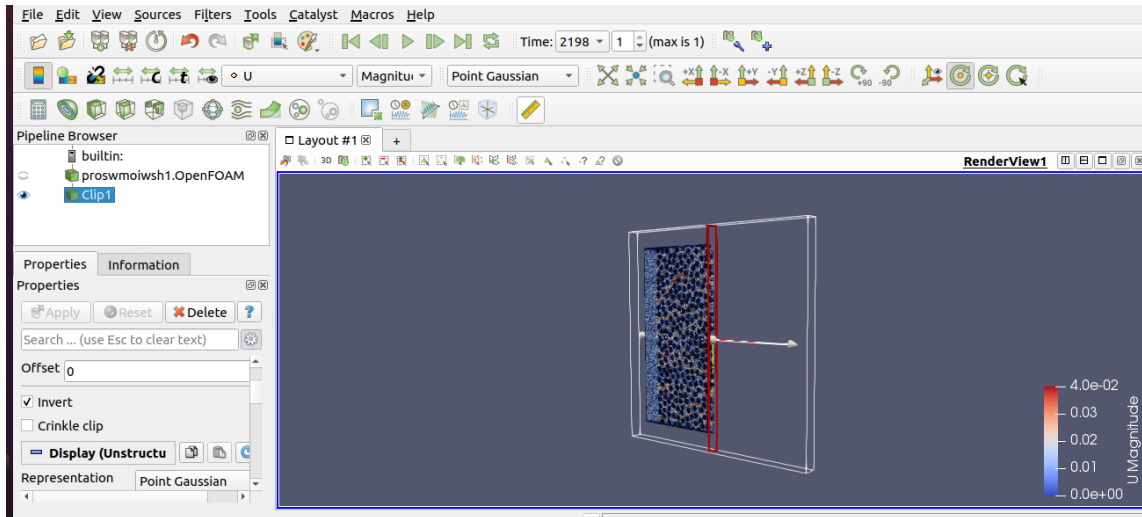 File Edit View Sources Filters Tools Catalyst Macros Help
Time: 2198 1 (max is 1)
U Magnitu Point Gaussian +X -X +Y -Y +Z -Z +90 -90
Pipeline Browser
Layout #1 +
builtin:
3D RenderView1
proswmoiwsh1.OpenFOAM
Clip1
Properties Information
Properties
Apply Reset Delete ?
Search ... (use Esc to clear text)
Offset 0
Invert
Crinkle clip
Display (Unstructu
Representation Point Gaussian
4.0e-02
0.03
0.02
0.01
0.0e+00
U Magnitude